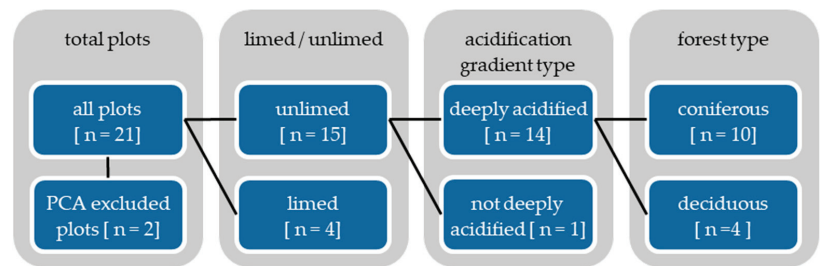 total plots
all plots
[ n = 21]
PCA excluded
plots [ n = 2]
limed / unlimed
unlimed
[ n = 15]
limed
[ n = 4]
acidification
gradient type
deeply acidified
[ n = 14]
not deeply
acidified [ n = 1]
forest type
coniferous
[ n = 10]
deciduous
[ n =4 ]